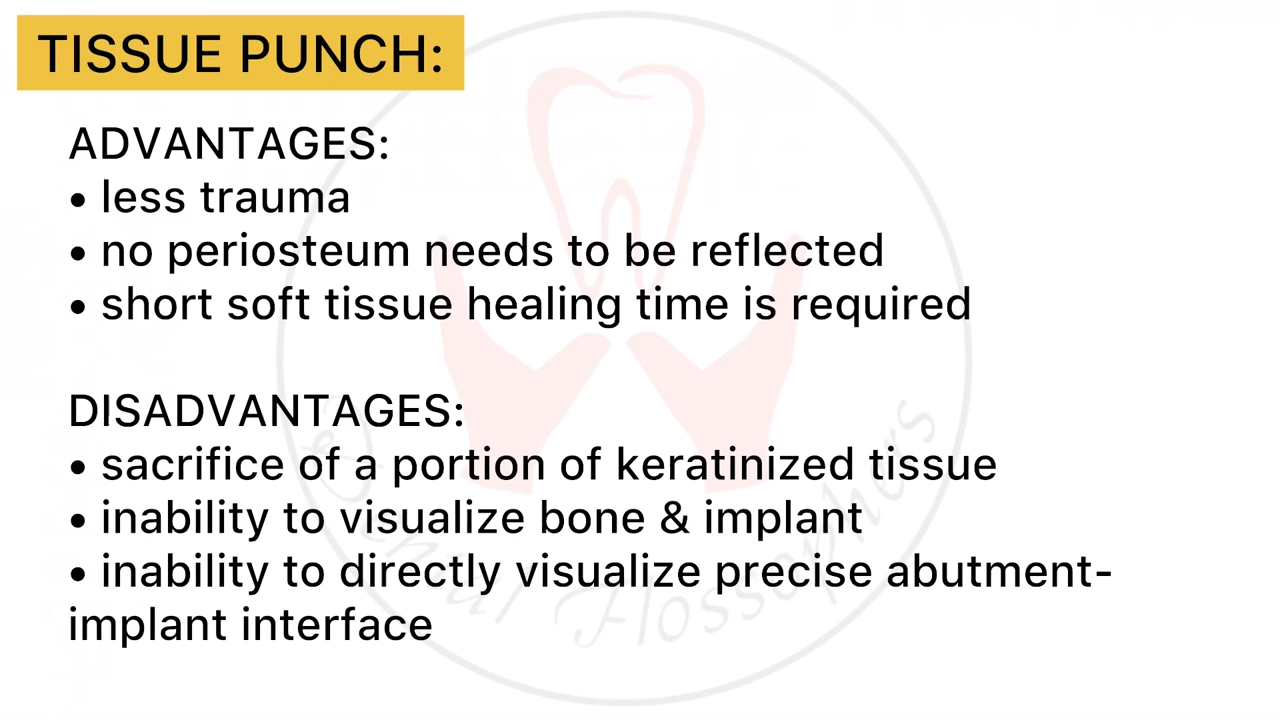 TISSUE PUNCH:
ADVANTAGES:
• less trauma
• no periosteum needs to be reflected
• short soft tissue healing time is required
DISADVANTAGES:
• sacrifice of a portion of keratinized tissue
• inability to visualize bone & implant
• inability to directly visualize precise abutment-
implant interface